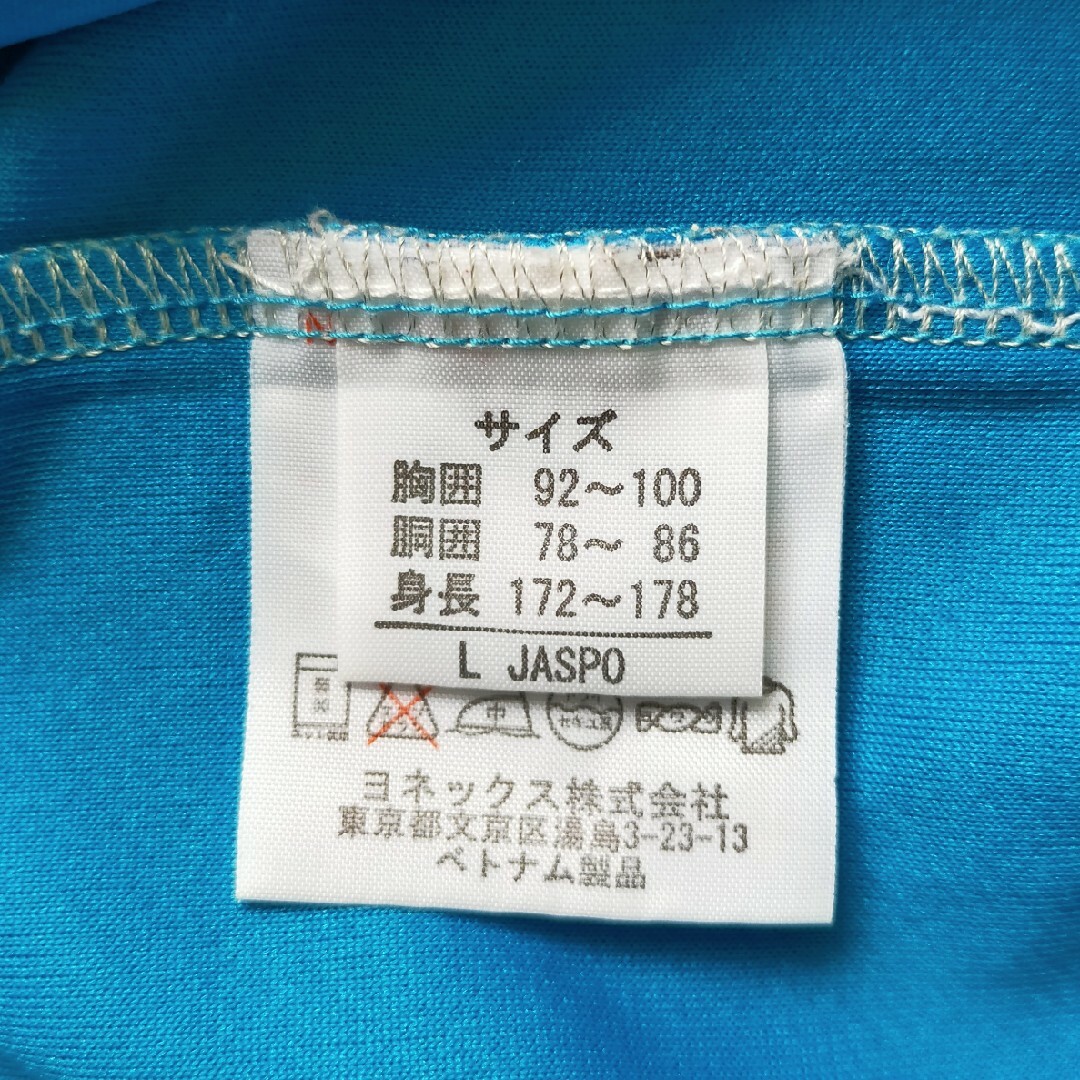 サイズ
胸囲 92～100
胴囲 78～ 86
身長 172～178
L JASPO
中
ヨネックス株式会社
東京都文京区湯島3-23-13
ベトナム製品